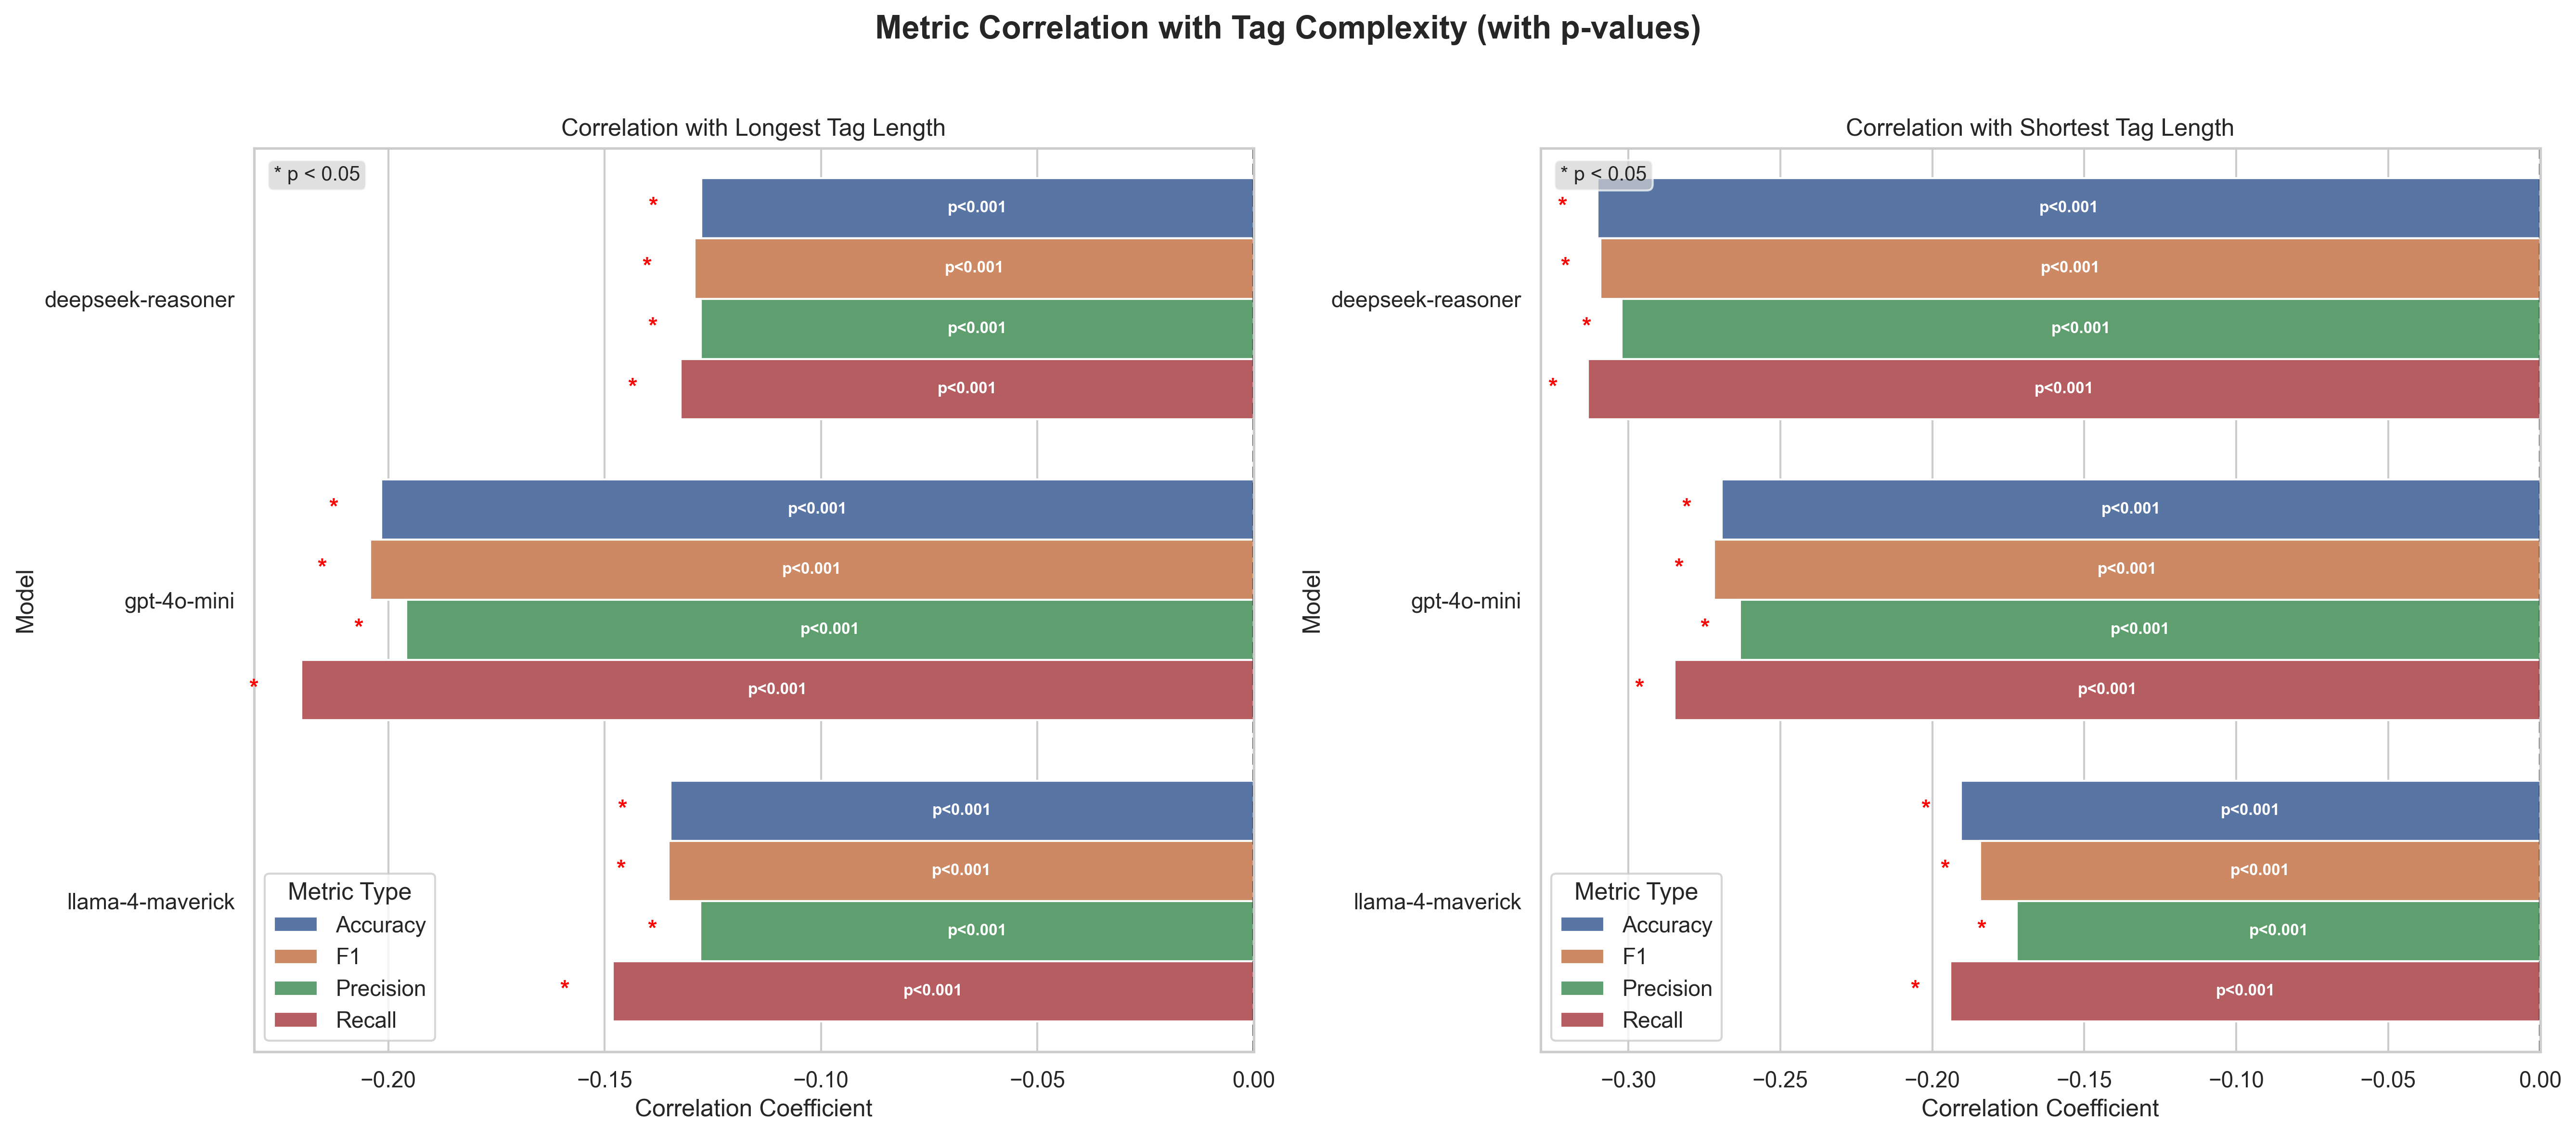 Metric Correlation with Tag Complexity (with p-values)
Correlation with Longest Tag Length
* p < 0.05
Model
deepseek-reasoner
* p<0.001
* p<0.001
* p<0.001
* p<0.001
gpt-4o-mini
* p<0.001
* p<0.001
* p<0.001
* p<0.001
llama-4-maverick
* p<0.001
* p<0.001
* p<0.001
* p<0.001
Metric Type
Accuracy
F1
Precision
Recall
−0.20 −0.15 −0.10 −0.05 0.00
Correlation Coefficient
Correlation with Shortest Tag Length
* p < 0.05
Model
deepseek-reasoner
* p<0.001
* p<0.001
* p<0.001
* p<0.001
gpt-4o-mini
* p<0.001
* p<0.001
* p<0.001
* p<0.001
llama-4-maverick
* p<0.001
* p<0.001
* p<0.001
* p<0.001
Metric Type
Accuracy
F1
Precision
Recall
−0.30 −0.25 −0.20 −0.15 −0.10 −0.05 0.00
Correlation Coefficient